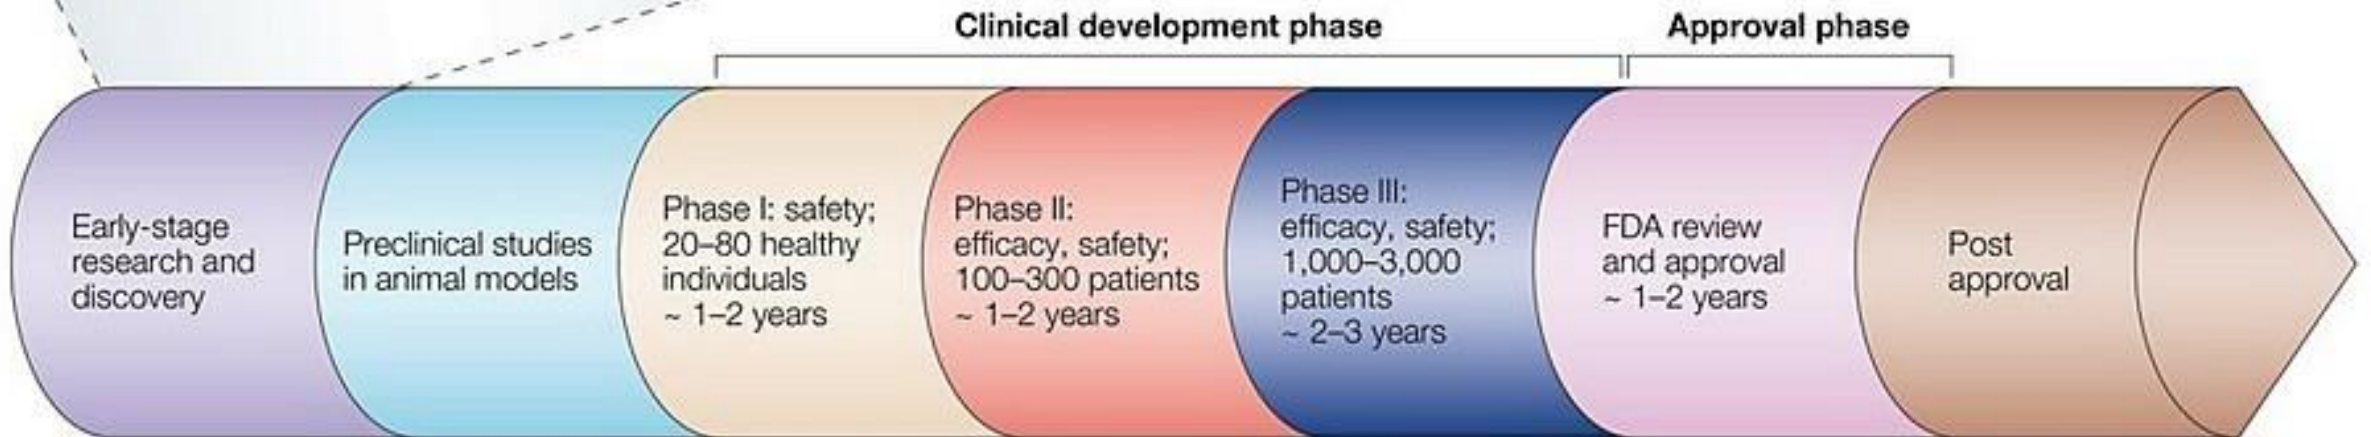 Clinical development phase
Approval phase
Early-stage
research and
discovery
Preclinical studies
in animal models
Phase I: safety;
20–80 healthy
individuals
~ 1–2 years
Phase II:
efficacy, safety;
100–300 patients
~ 1–2 years
Phase III:
efficacy, safety;
1,000–3,000
patients
~ 2–3 years
FDA review
and approval
~ 1–2 years
Post
approval